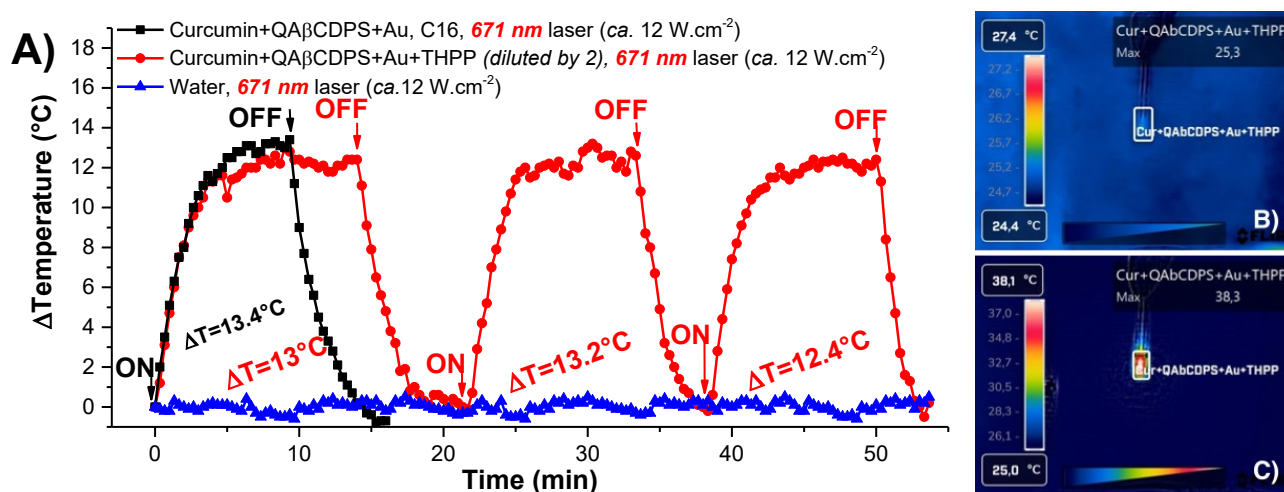 A)
Curcumin+QAβCDPS+Au, C16, 671 nm laser (ca. 12 W.cm-2)
Curcumin+QAβCDPS+Au+THPP (diluted by 2), 671 nm laser (ca. 12 W.cm-2)
Water, 671 nm laser (ca.12 W.cm-2)
ΔTemperature (°C)
18
16
14
12
10
8
6
4
2
0
OFF
OFF
OFF
OFF
ON
ON
ON
ΔT=13.4°C
ΔT=13°C
ΔT=13.2°C
ΔT=12.4°C
0
10
20
30
40
50
Time (min)
27,4 °C
Cur+QAbCDPS+Au+THPP
Max 25,3
27,2
26,7
26,2
25,7
25,2
24,7
Cur+QAbCDPS+Au+THPP
24,4 °C
B)
38,1 °C
Cur+QAbCDPS+Au+THPP
Max 38,3
37,0
34,8
32,7
30,5
28,3
26,1
Cur+QAbCDPS+Au+THPP
25,0 °C
C)